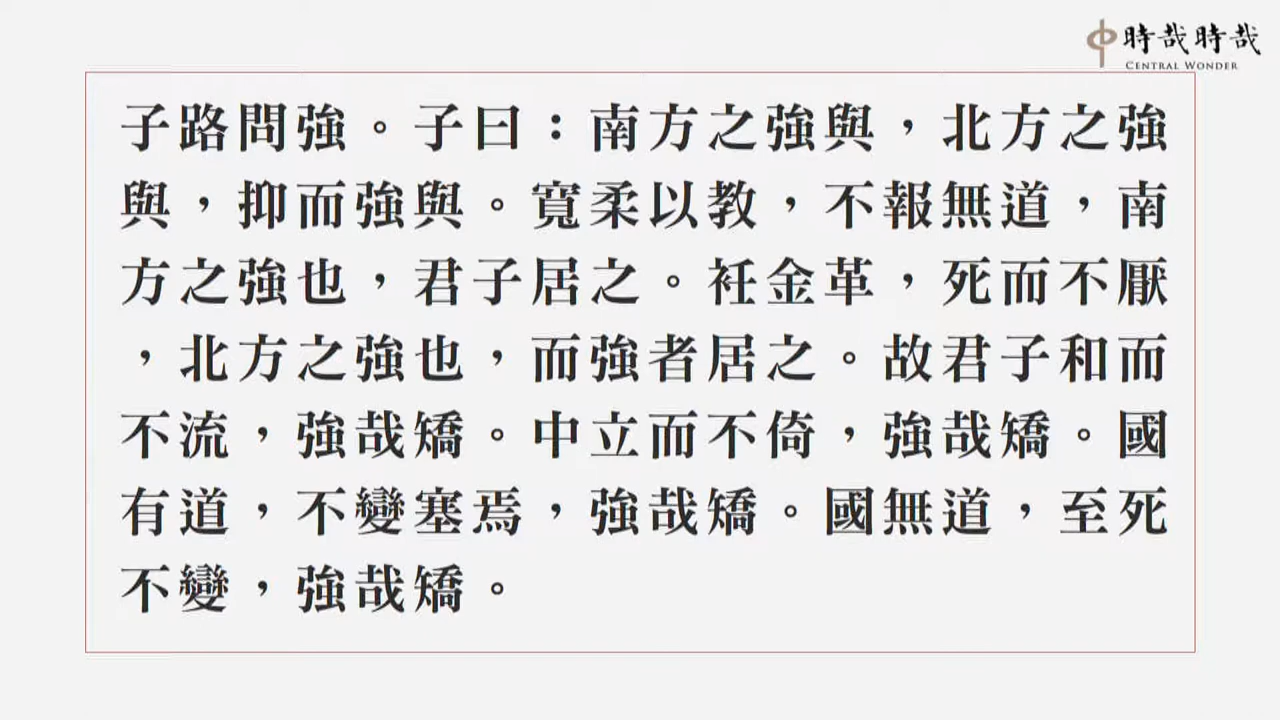 時哉時哉
CENTRAL WONDER
子路問強。子曰：南方之強與，北方之強
與，抑而強與。寬柔以教，不報無道，南
方之強也，君子居之。衽金革，死而不厭
，北方之強也，而強者居之。故君子和而
不流，強哉矯。中立而不倚，強哉矯。國
有道，不變塞焉，強哉矯。國無道，至死
不變，強哉矯。